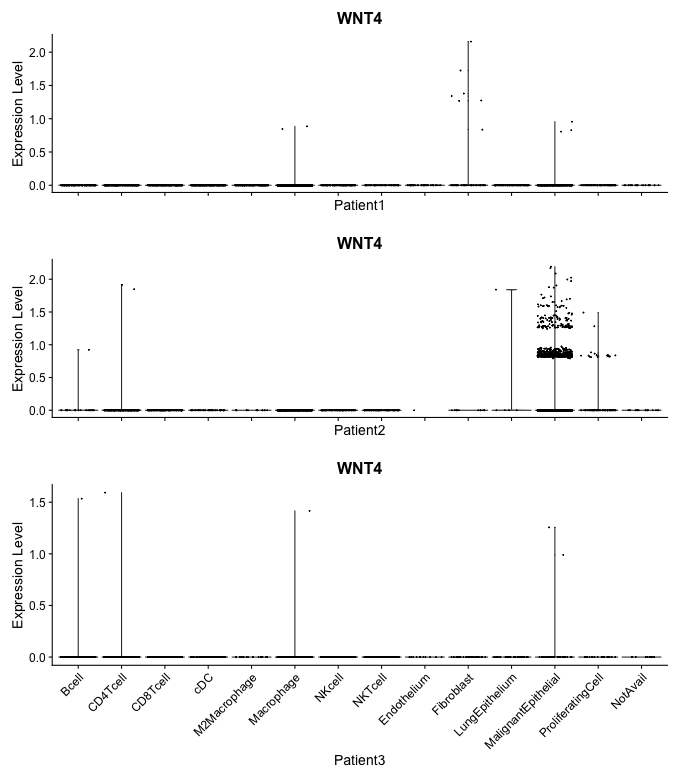 WNT4
Expression Level
2.0
1.5
1.0
0.5
0.0
Patient1
WNT4
Expression Level
2.0
1.5
1.0
0.5
0.0
Patient2
WNT4
Expression Level
1.5
1.0
0.5
0.0
Bcell
CD4Tcell
CD8Tcell
cDC
M2Macrophage
Macrophage
NKcell
NKTcell
Endothelium
Fibroblast
LungEpithelium
MalignantEpithelial
ProliferatingCell
NotAvail
Patient3